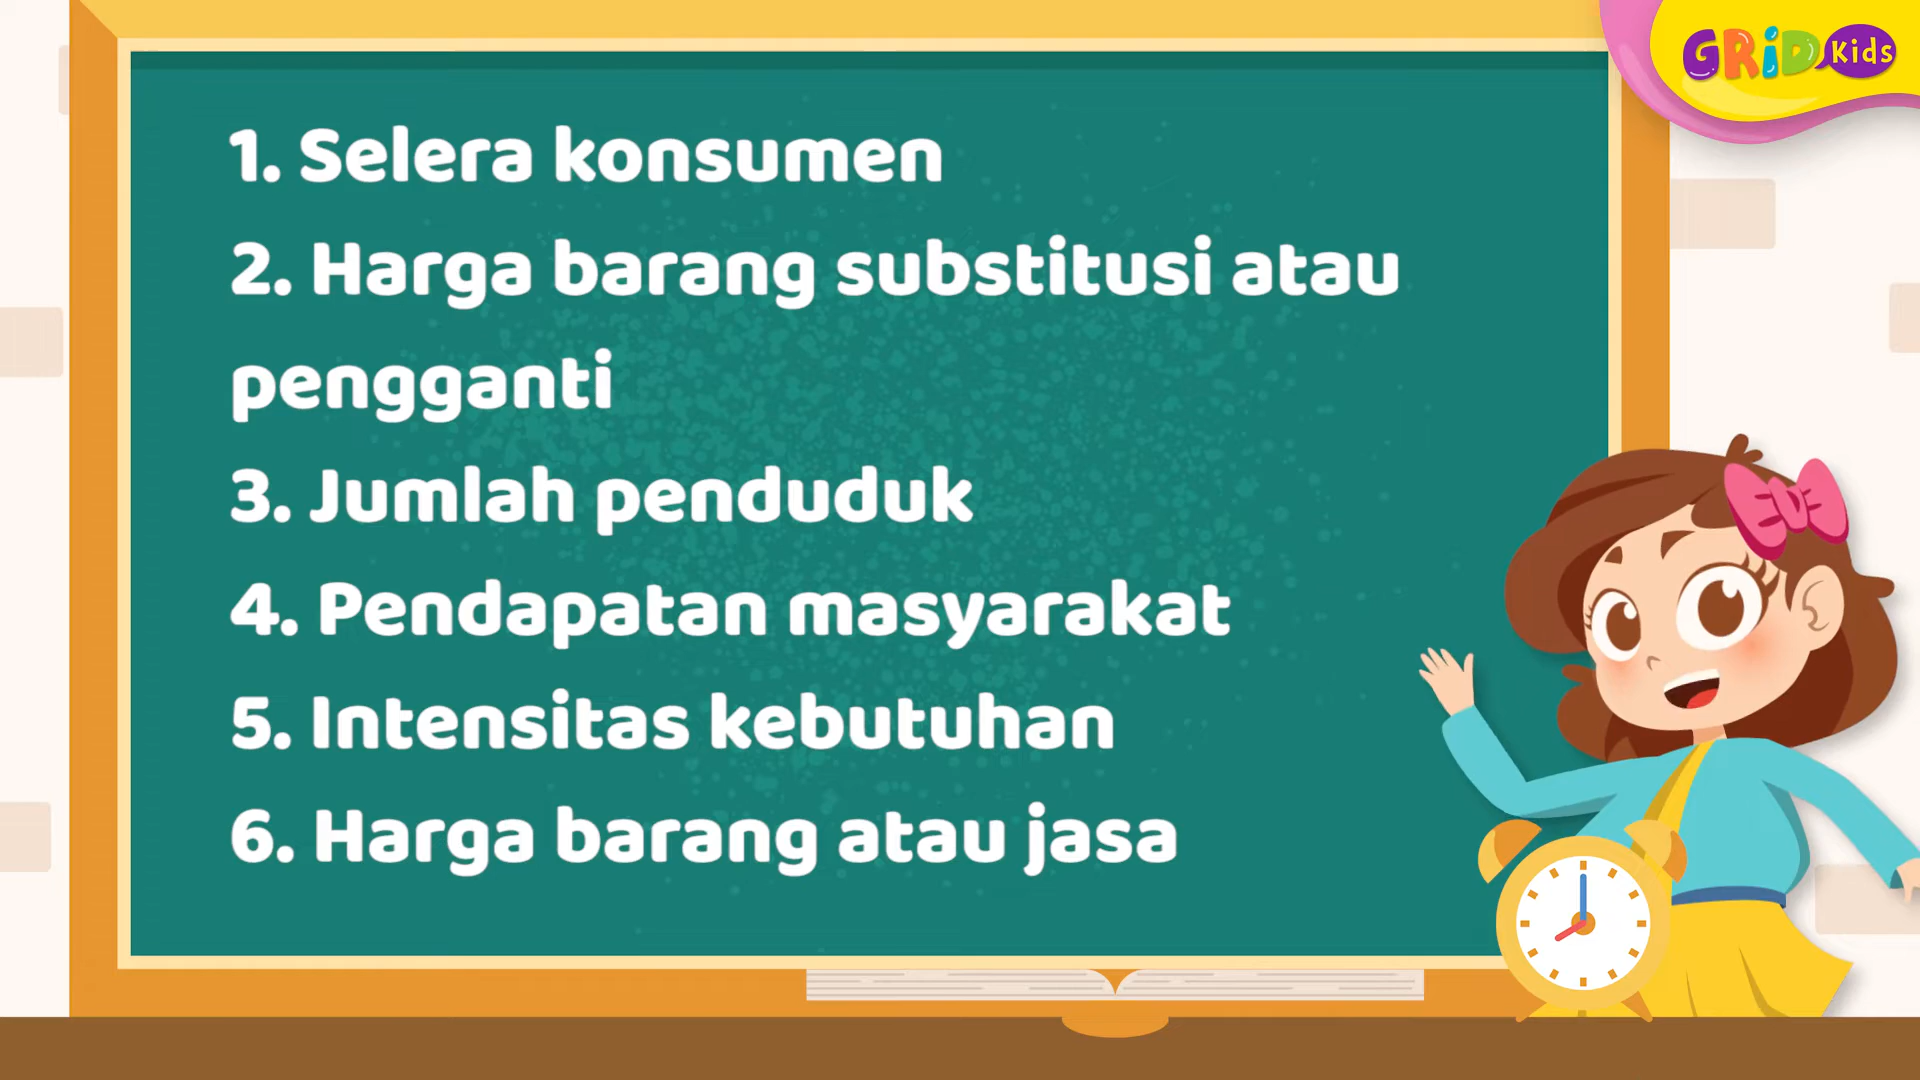 GRID Kids
1. Selera konsumen
2. Harga barang substitusi atau
pengganti
3. Jumlah penduduk
4. Pendapatan masyarakat
5. Intensitas kebutuhan
6. Harga barang atau jasa